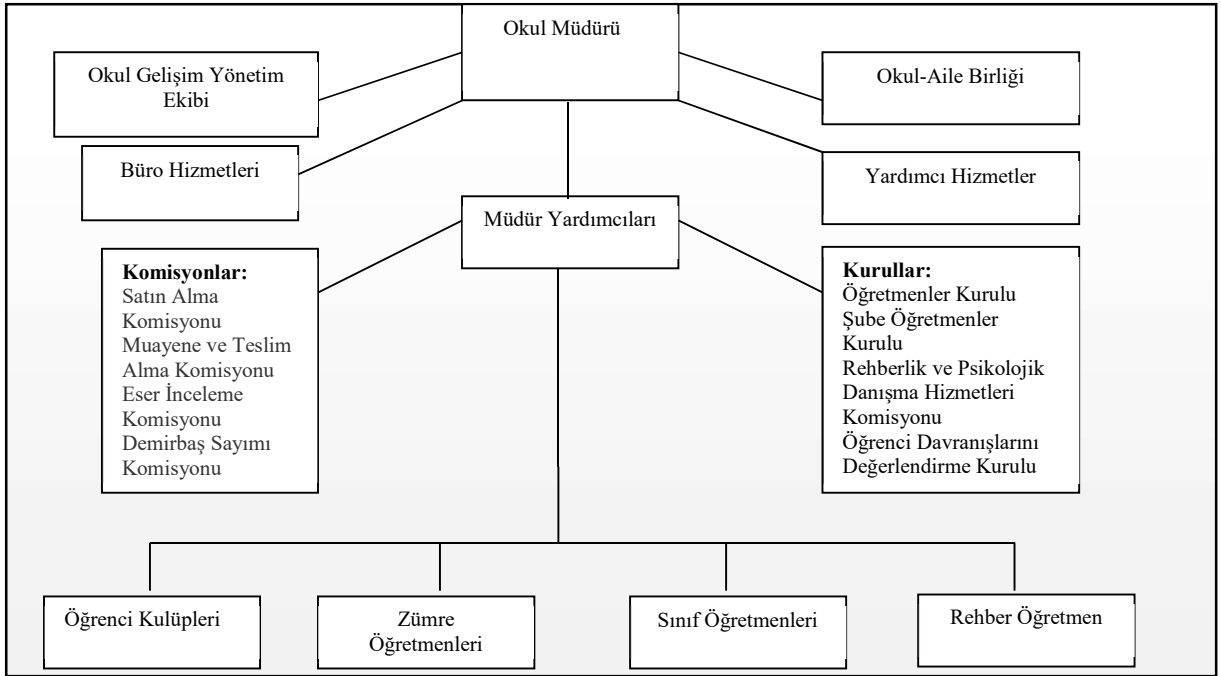 Okul Müdürü
Okul Gelişim Yönetim
Ekibi
Okul-Aile Birliği
Büro Hizmetleri
Yardımcı Hizmetler
Müdür Yardımcıları
Komisyonlar:
Satın Alma
Komisyonu
Muayene ve Teslim
Alma Komisyonu
Eser İnceleme
Komisyonu
Demirbaş Sayımı
Komisyonu
Kurullar:
Öğretmenler Kurulu
Şube Öğretmenler
Kurulu
Rehberlik ve Psikolojik
Danışma Hizmetleri
Komisyonu
Öğrenci Davranışlarını
Değerlendirme Kurulu
Öğrenci Kulüpleri
Zümre
Öğretmenleri
Sınıf Öğretmenleri
Rehber Öğretmen